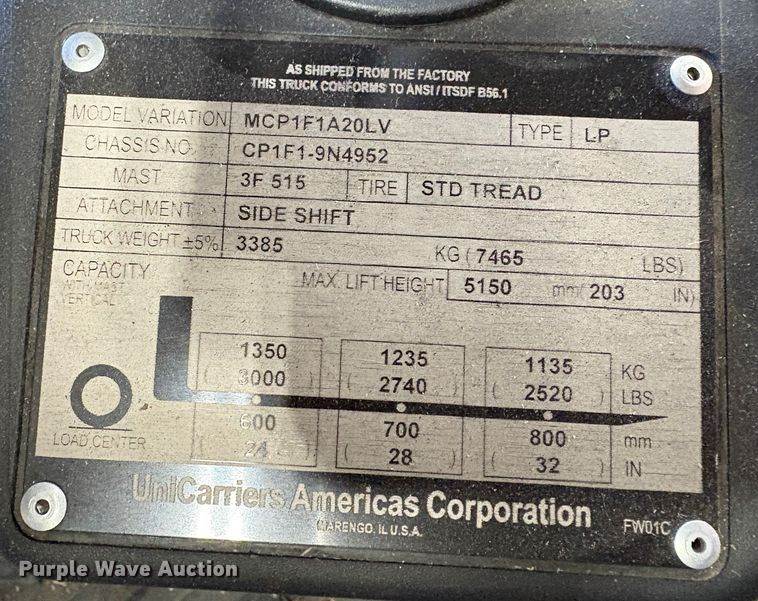 AS SHIPPED FROM THE FACTORY
THIS TRUCK CONFORMS TO ANSI / ITSDF B56.1
MODEL VARIATION MCP1F1A20LV TYPE LP
CHASSIS NO. CP1F1-9N4952
MAST 3F 515 TIRE STD TREAD
ATTACHMENT SIDE SHIFT
TRUCK WEIGHT ±5% 3385 KG ( 7465 LBS)
CAPACITY MAX. LIFT HEIGHT 5150 mm/ 203 IN)
WITH MAST
VERTICAL
1350 1235 1135 KG
( 3000 ) ( 2740 ) ( 2520 ) LBS
600 700 800 mm
( 24 ) ( 28 ) ( 32 ) IN
LOAD CENTER
UniCarriers Americas Corporation
MARENGO, IL U.S.A.
FW01C
Purple Wave Auction